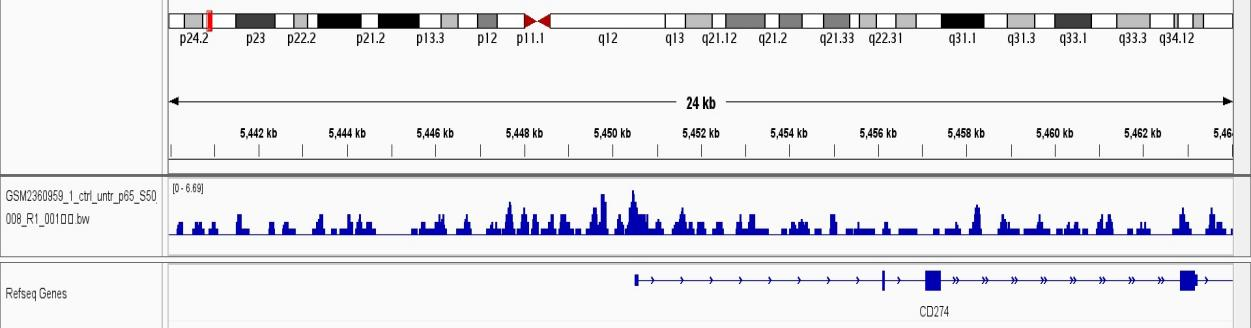 p24.2 p23 p22.2 p21.2 p13.3 p12 p11.1 q12 q13 q21.12 q21.2 q21.33 q22.31 q31.1 q31.3 q33.1 q33.3 q34.12
24 kb
5,442 kb 5,444 kb 5,446 kb 5,448 kb 5,450 kb 5,452 kb 5,454 kb 5,456 kb 5,458 kb 5,460 kb 5,462 kb 5,46
[0 - 6.69]
GSM2360959_1_ctrl_untr_p65_S50_
008_R1_001□□.bw
Refseq Genes
CD274